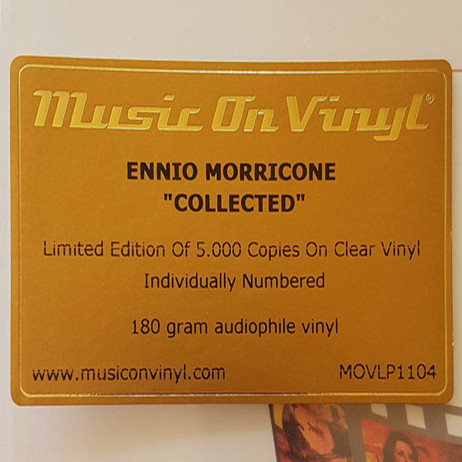 Music On Vinyl®
ENNIO MORRICONE
"COLLECTED"
Limited Edition Of 5.000 Copies On Clear Vinyl
Individually Numbered
180 gram audiophile vinyl
www.musiconvinyl.com MOVLP1104